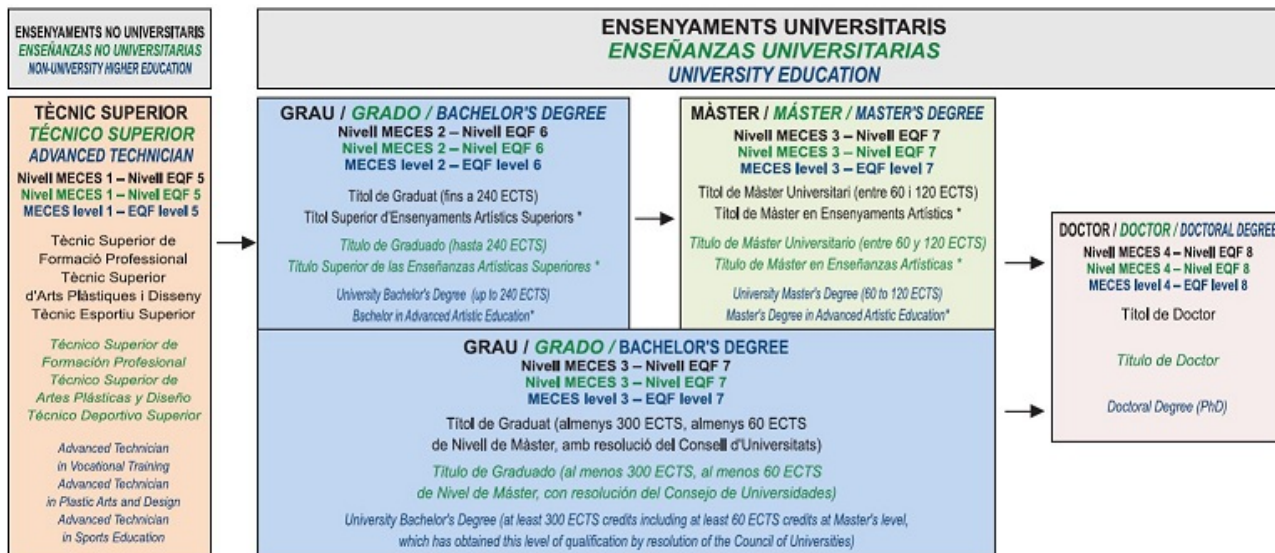 ENSENYAMENTS NO UNIVERSITARIS
ENSEÑANZAS NO UNIVERSITARIAS
NON-UNIVERSITY HIGHER EDUCATION
ENSENYAMENTS UNIVERSITARIS
ENSEÑANZAS UNIVERSITARIAS
UNIVERSITY EDUCATION
TÈCNIC SUPERIOR
TÉCNICO SUPERIOR
ADVANCED TECHNICIAN
Nivell MECES 1 – Nivell EQF 5
Nivel MECES 1 – Nivel EQF 5
MECES level 1 – EQF level 5
Tècnic Superior de
Formació Professional
Tècnic Superior
d'Arts Plàstiques i Disseny
Tècnic Esportiu Superior
Técnico Superior de
Formación Profesional
Técnico Superior de
Artes Plásticas y Diseño
Técnico Deportivo Superior
Advanced Technician
in Vocational Training
Advanced Technician
in Plastic Arts and Design
Advanced Technician
in Sports Education
GRAU / GRADO / BACHELOR'S DEGREE
Nivell MECES 2 – Nivell EQF 6
Nivel MECES 2 – Nivel EQF 6
MECES level 2 – EQF level 6
Títol de Graduat (fins a 240 ECTS)
Títol Superior d'Ensenyaments Artístics Superiors *
Título de Graduado (hasta 240 ECTS)
Título Superior de las Enseñanzas Artísticas Superiores *
University Bachelor's Degree (up to 240 ECTS)
Bachelor in Advanced Artistic Education*
MÀSTER / MÁSTER / MASTER'S DEGREE
Nivell MECES 3 – Nivell EQF 7
Nivel MECES 3 – Nivel EQF 7
MECES level 3 – EQF level 7
Títol de Màster Universitari (entre 60 i 120 ECTS)
Títol de Màster en Ensenyaments Artístics *
Título de Máster Universitario (entre 60 y 120 ECTS)
Título de Máster en Enseñanzas Artísticas *
University Master's Degree (60 to 120 ECTS)
Master's Degree in Advanced Artistic Education*
GRAU / GRADO / BACHELOR'S DEGREE
Nivell MECES 3 – Nivell EQF 7
Nivel MECES 3 – Nivel EQF 7
MECES level 3 – EQF level 7
Títol de Graduat (almenys 300 ECTS, almenys 60 ECTS
de Nivell de Màster, amb resolució del Consell d'Universitats)
Título de Graduado (al menos 300 ECTS, al menos 60 ECTS
de Nivel de Máster, con resolución del Consejo de Universidades)
University Bachelor's Degree (at least 300 ECTS credits including at least 60 ECTS credits at Master's level,
which has obtained this level of qualification by resolution of the Council of Universities)
DOCTOR / DOCTOR / DOCTORAL DEGREE
Nivell MECES 4 – Nivell EQF 8
Nivel MECES 4 – Nivel EQF 8
MECES level 4 – EQF level 8
Títol de Doctor
Título de Doctor
Doctoral Degree (PhD)